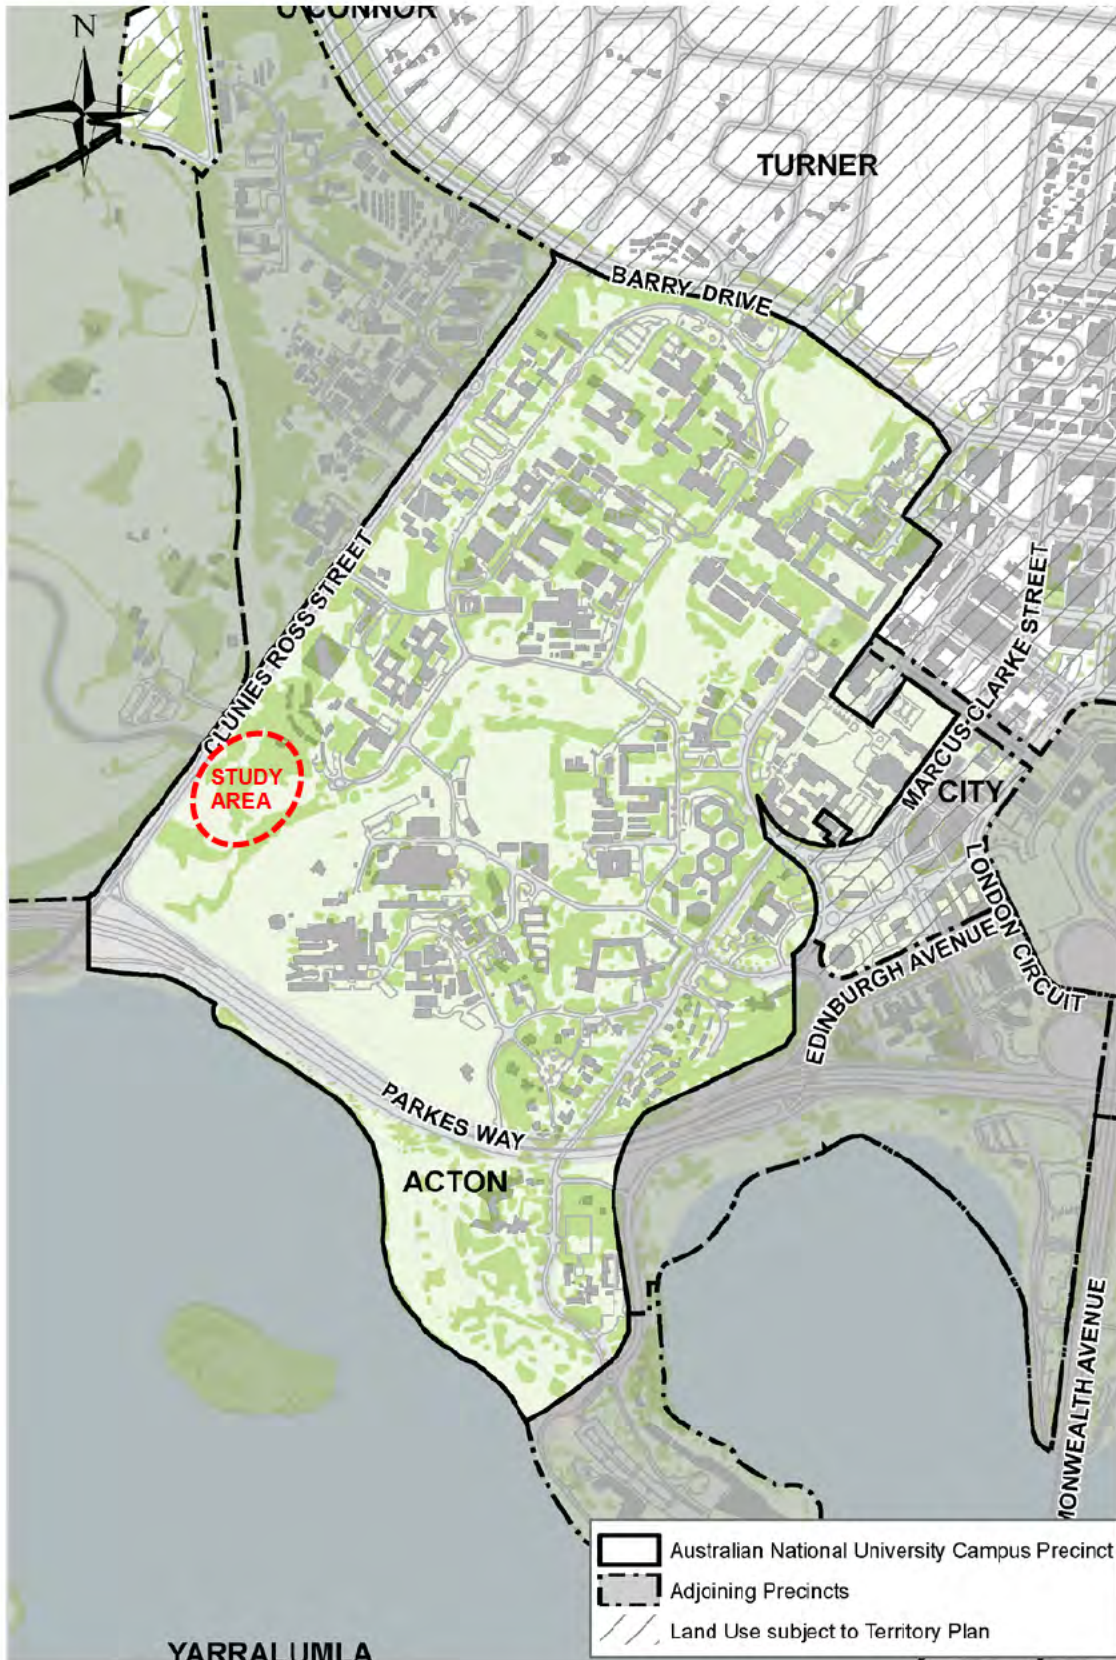 O'CONNOR
N
TURNER
BARRY DRIVE
CLUNIES ROSS STREET
MARCUS CLARKE STREET
STUDY
AREA
CITY
LONDON CIRCUIT
EDINBURGH AVENUE
PARKES WAY
ACTON
MONWEALTH AVENUE
Australian National University Campus Precinct
Adjoining Precincts
Land Use subject to Territory Plan
YARRALUMLA